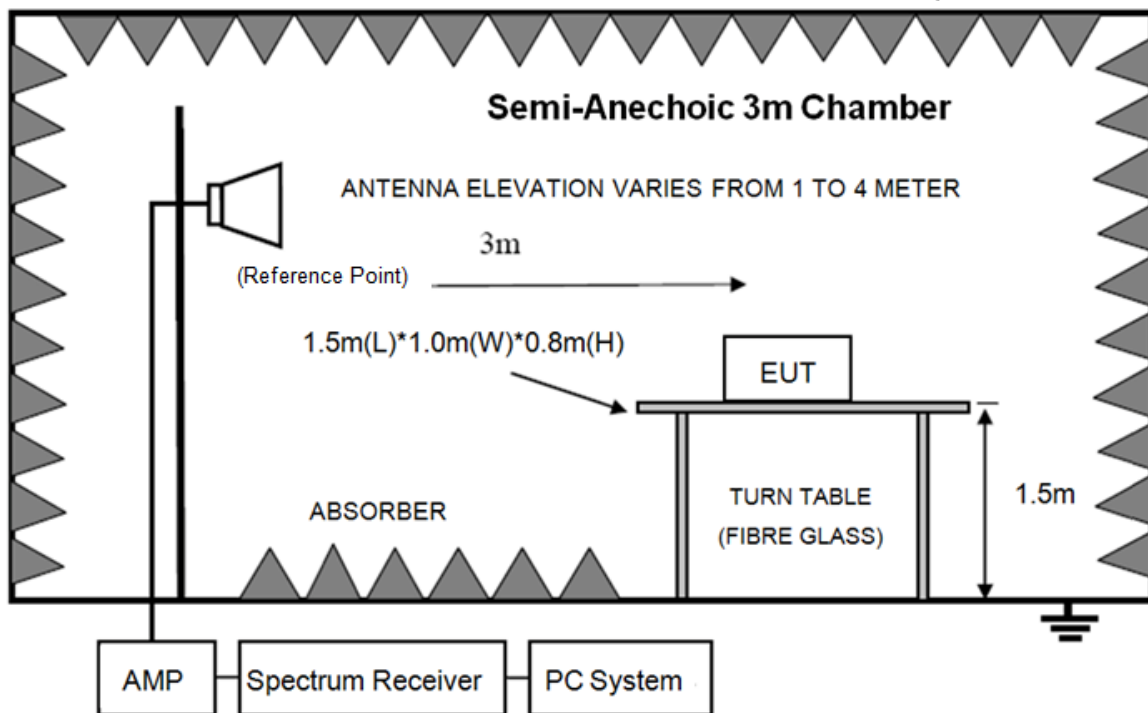 Semi-Anechoic 3m Chamber
ANTENNA ELEVATION VARIES FROM 1 TO 4 METER
3m
(Reference Point)
1.5m(L)*1.0m(W)*0.8m(H)
EUT
1.5m
TURN TABLE
(FIBRE GLASS)
ABSORBER
AMP
Spectrum Receiver
PC System